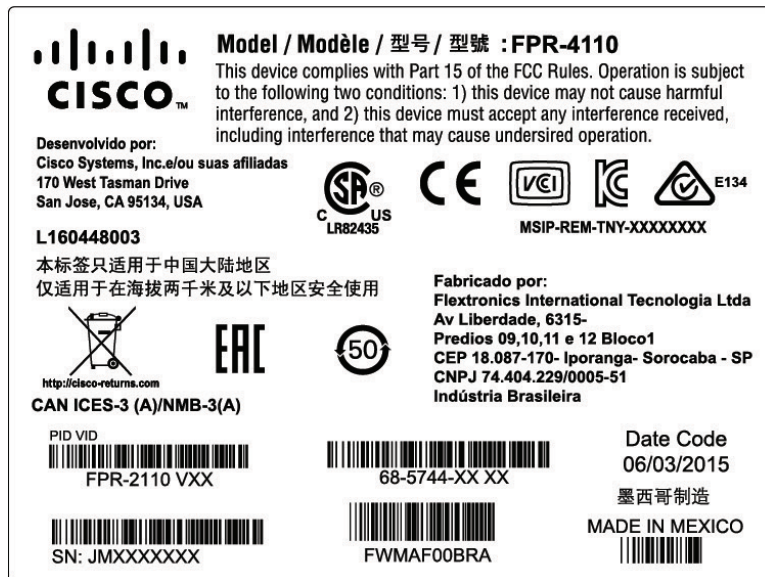 CISCO™
Model / Modèle / 型号 / 型號 : FPR-4110
This device complies with Part 15 of the FCC Rules. Operation is subject
to the following two conditions: 1) this device may not cause harmful
interference, and 2) this device must accept any interference received,
including interference that may cause undersired operation.
Desenvolvido por:
Cisco Systems, Inc.e/ou suas afiliadas
170 West Tasman Drive
San Jose, CA 95134, USA
C SA ® US
LR82435
CE
VCI
KC
E134
MSIP-REM-TNY-XXXXXXXX
L160448003
本标签只适用于中国大陆地区
仅适用于在海拔两千米及以下地区安全使用
http://cisco-returns.com
EAC
50
Fabricado por:
Flextronics International Tecnologia Ltda
Av Liberdade, 6315-
Predios 09,10,11 e 12 Bloco1
CEP 18.087-170- Iporanga- Sorocaba - SP
CNPJ 74.404.229/0005-51
Indústria Brasileira
CAN ICES-3 (A)/NMB-3(A)
PID VID
FPR-2110 VXX
68-5744-XX XX
Date Code
06/03/2015
墨西哥制造
MADE IN MEXICO
SN: JMXXXXXXX
FWMAF00BRA